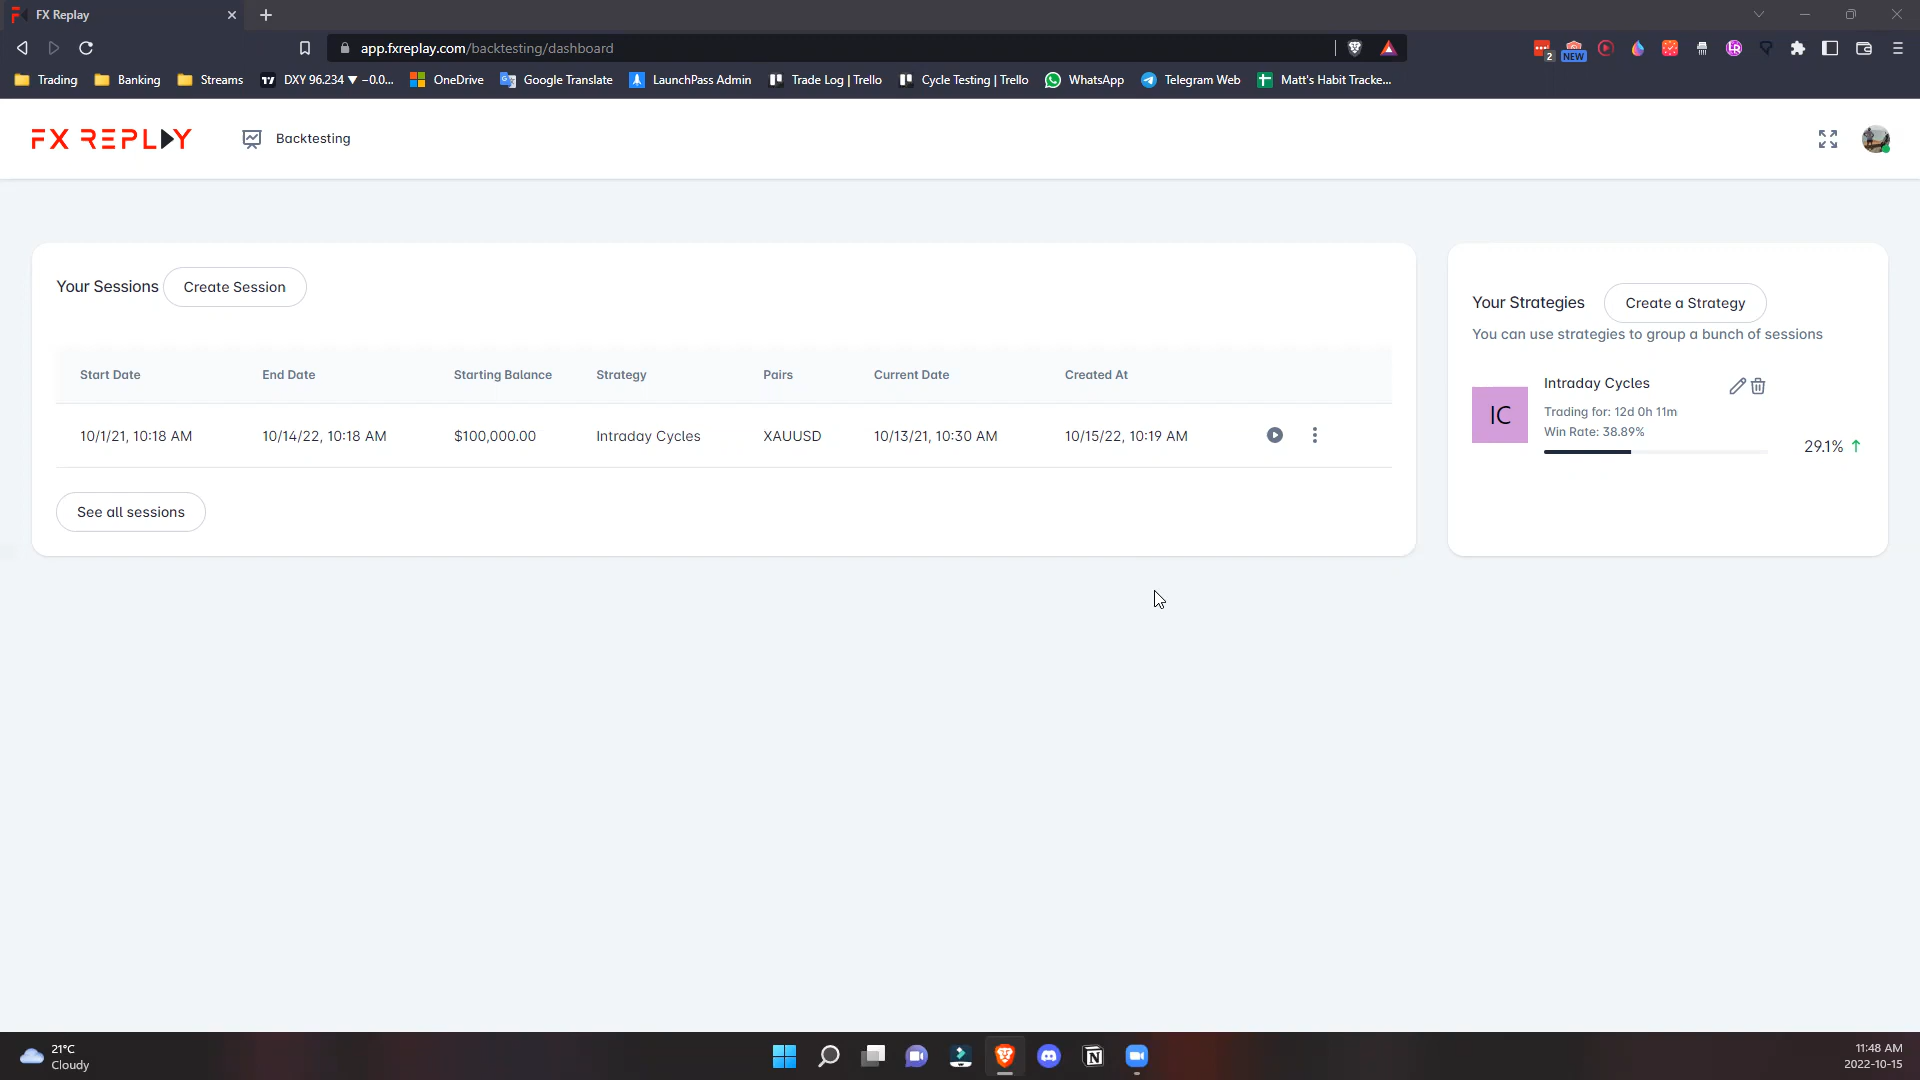 FX Replay
app.fxreplay.com/backtesting/dashboard
2
NEW
Trading
Banking
Streams
DXY 96.234 ▼ −0.0...
OneDrive
Google Translate
LaunchPass Admin
Trade Log | Trello
Cycle Testing | Trello
WhatsApp
Telegram Web
Matt's Habit Tracke...
FX REPLAY
Backtesting
Your Sessions
Create Session
Start Date
End Date
Starting Balance
Strategy
Pairs
Current Date
Created At
10/1/21, 10:18 AM
10/14/22, 10:18 AM
$100,000.00
Intraday Cycles
XAUUSD
10/13/21, 10:30 AM
10/15/22, 10:19 AM
See all sessions
Your Strategies
Create a Strategy
You can use strategies to group a bunch of sessions
IC
Intraday Cycles
Trading for: 12d 0h 11m
Win Rate: 38.89%
29.1% ↑
21°C
Cloudy
11:48 AM
2022-10-15